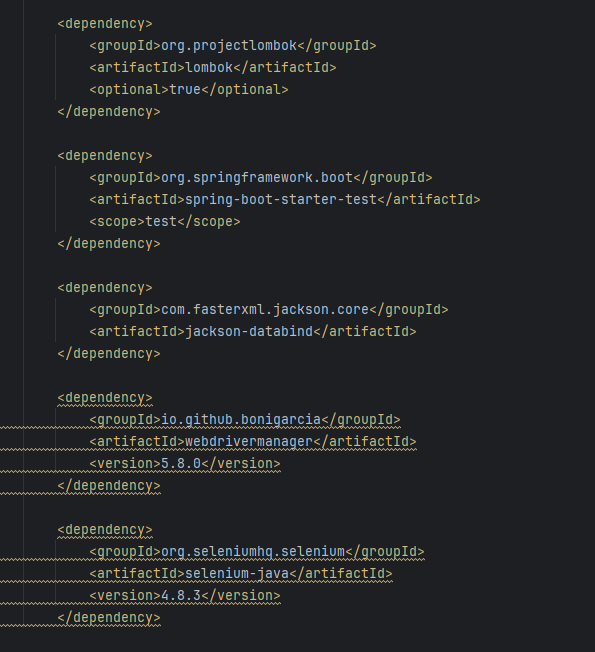 <dependency>
<groupId>org.projectlombok</groupId>
<artifactId>lombok</artifactId>
<optional>true</optional>
</dependency>
<dependency>
<groupId>org.springframework.boot</groupId>
<artifactId>spring-boot-starter-test</artifactId>
<scope>test</scope>
</dependency>
<dependency>
<groupId>com.fasterxml.jackson.core</groupId>
<artifactId>jackson-databind</artifactId>
</dependency>
<dependency>
<groupId>io.github.bonigarcia</groupId>
<artifactId>webdrivermanager</artifactId>
<version>5.8.0</version>
</dependency>
<dependency>
<groupId>org.seleniumhq.selenium</groupId>
<artifactId>selenium-java</artifactId>
<version>4.8.3</version>
</dependency>